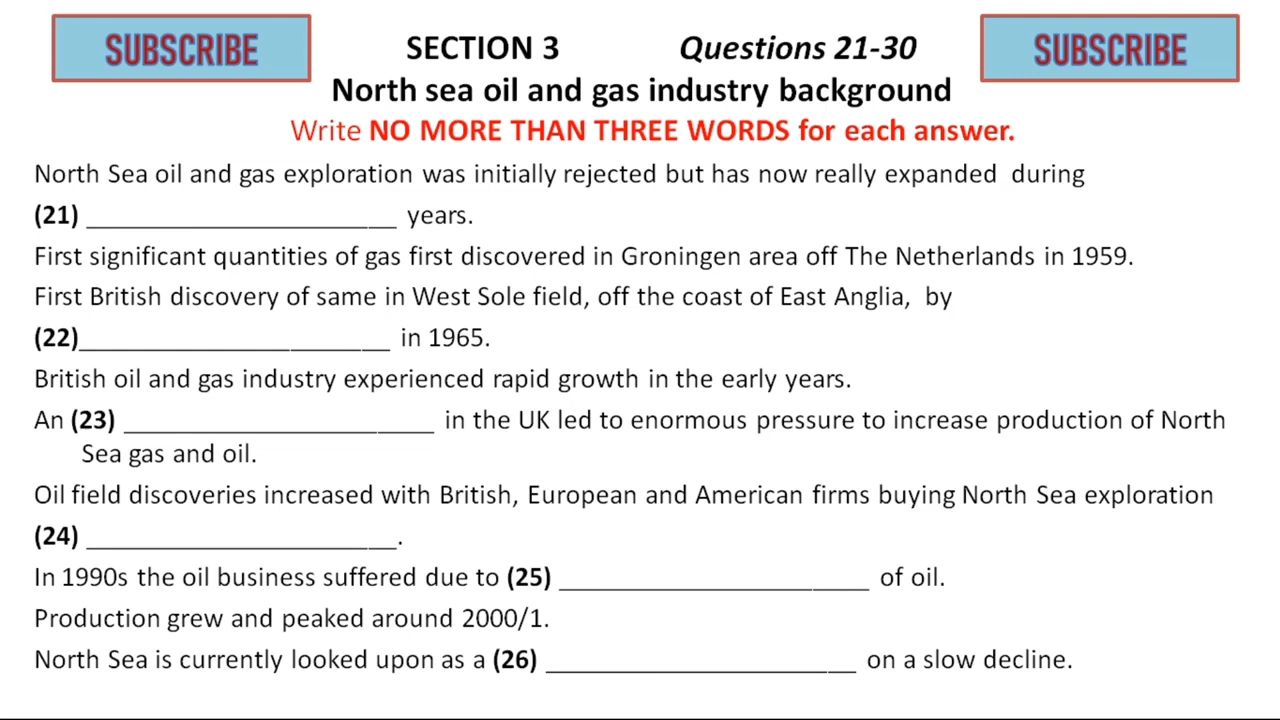 SUBSCRIBE SECTION 3 Questions 21-30 SUBSCRIBE
North sea oil and gas industry background
Write NO MORE THAN THREE WORDS for each answer.
North Sea oil and gas exploration was initially rejected but has now really expanded during
(21) ______________________ years.
First significant quantities of gas first discovered in Groningen area off The Netherlands in 1959.
First British discovery of same in West Sole field, off the coast of East Anglia, by
(22)______________________ in 1965.
British oil and gas industry experienced rapid growth in the early years.
An (23) ______________________ in the UK led to enormous pressure to increase production of North
Sea gas and oil.
Oil field discoveries increased with British, European and American firms buying North Sea exploration
(24) ______________________.
In 1990s the oil business suffered due to (25) ______________________ of oil.
Production grew and peaked around 2000/1.
North Sea is currently looked upon as a (26) ______________________ on a slow decline.